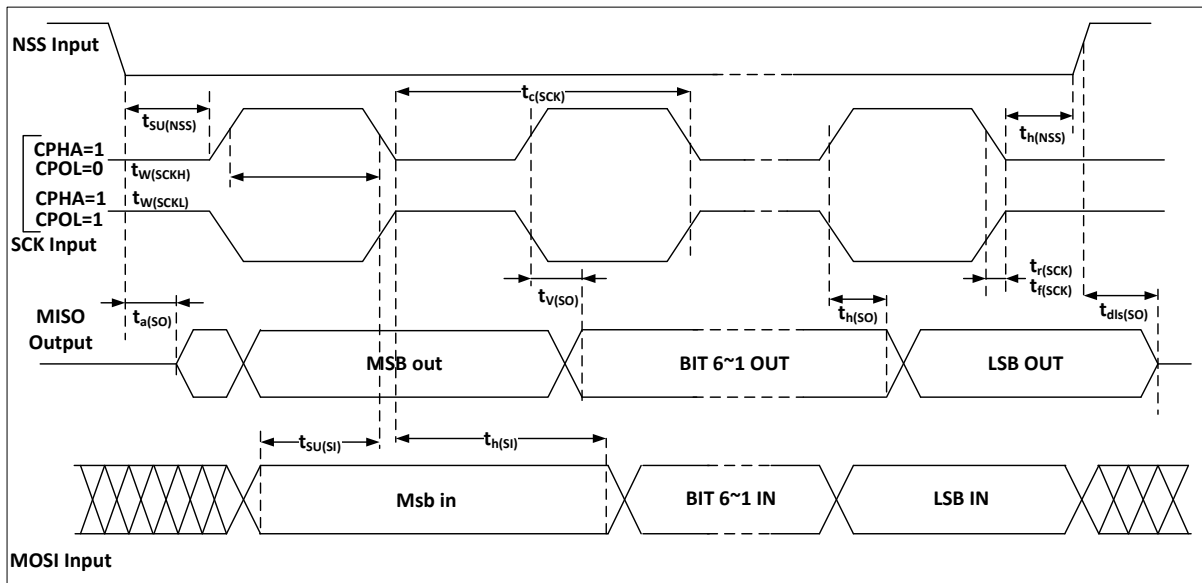 NSS Input
tc(SCK)
tSU(NSS)
th(NSS)
CPHA=1
CPOL=0
tW(SCKH)
CPHA=1
CPOL=1
tW(SCKL)
SCK Input
tV(SO)
tr(SCK)
tf(SCK)
ta(SO)
th(SO)
tdls(SO)
MISO
Output
MSB out
BIT 6~1 OUT
LSB OUT
tSU(SI)
th(SI)
Msb in
BIT 6~1 IN
LSB IN
MOSI Input